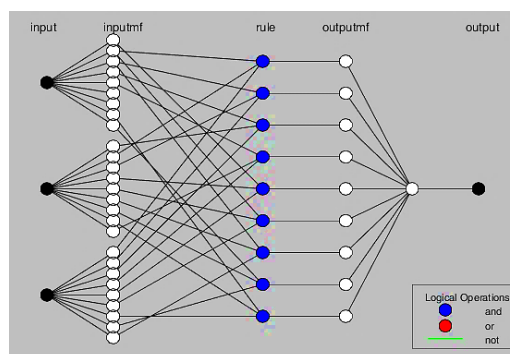 input inputmf rule outputmf output
Logical Operations
and
or
not